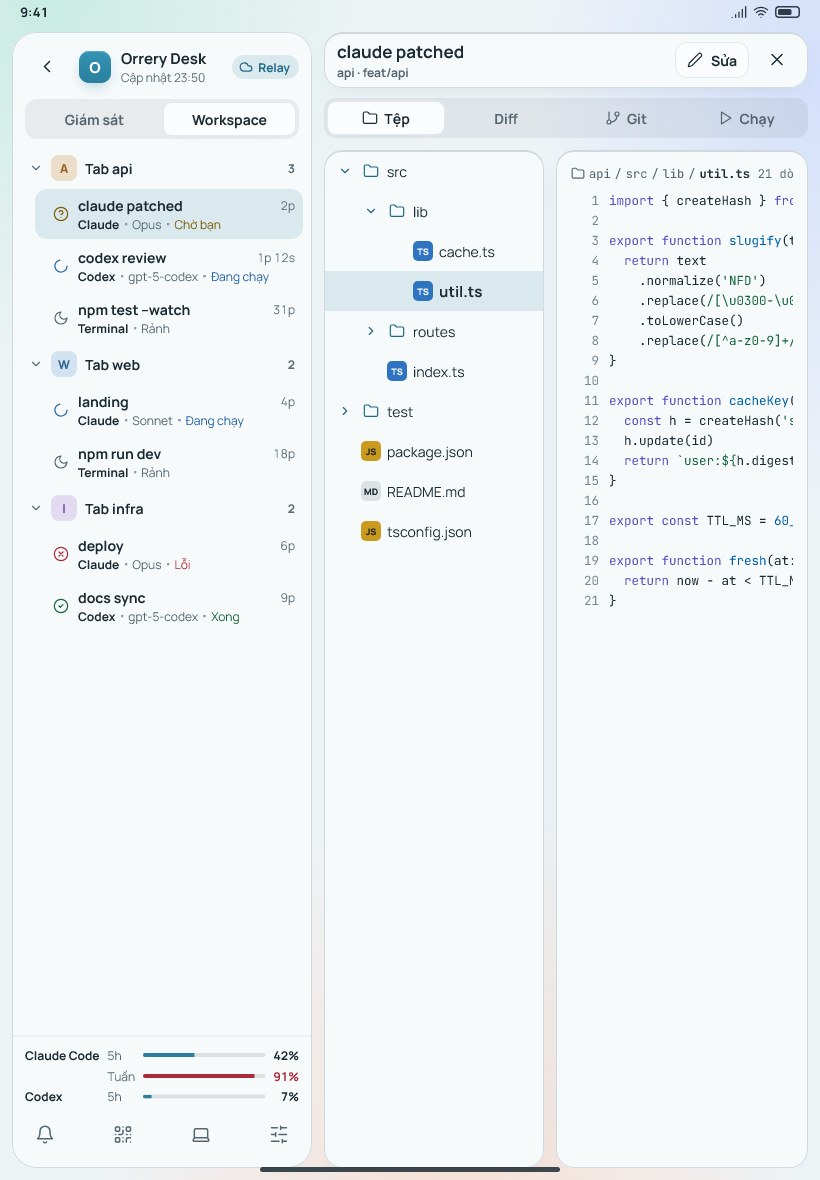 9:41
O
Orrery Desk
Cập nhật 23:50
Relay
Giám sát
Workspace
A Tab api 3
claude patched 2p
Claude • Opus • Chờ bạn
codex review 1p 12s
Codex • gpt-5-codex • Đang chạy
npm test –watch 31p
Terminal • Rảnh
W Tab web 2
landing 4p
Claude • Sonnet • Đang chạy
npm run dev 18p
Terminal • Rảnh
I Tab infra 2
deploy 6p
Claude • Opus • Lỗi
docs sync 9p
Codex • gpt-5-codex • Xong
Claude Code 5h 42%
Tuần 91%
Codex 5h 7%
claude patched
api · feat/api
Sửa
Tệp
Diff
Git
Chạy
src
lib
TS cache.ts
TS util.ts
routes
TS index.ts
test
JS package.json
MD README.md
JS tsconfig.json
api / src / lib / util.ts 21 dò
1 import { createHash } fro
2
3 export function slugify(t
4 return text
5 .normalize('NFD')
6 .replace(/[\u0300-\u0
7 .toLowerCase()
8 .replace(/[^a-z0-9]+/
9 }
10
11 export function cacheKey(
12 const h = createHash('s
13 h.update(id)
14 return `user:${h.digest
15 }
16
17 export const TTL_MS = 60_
18
19 export function fresh(at:
20 return now - at < TTL_M
21 }